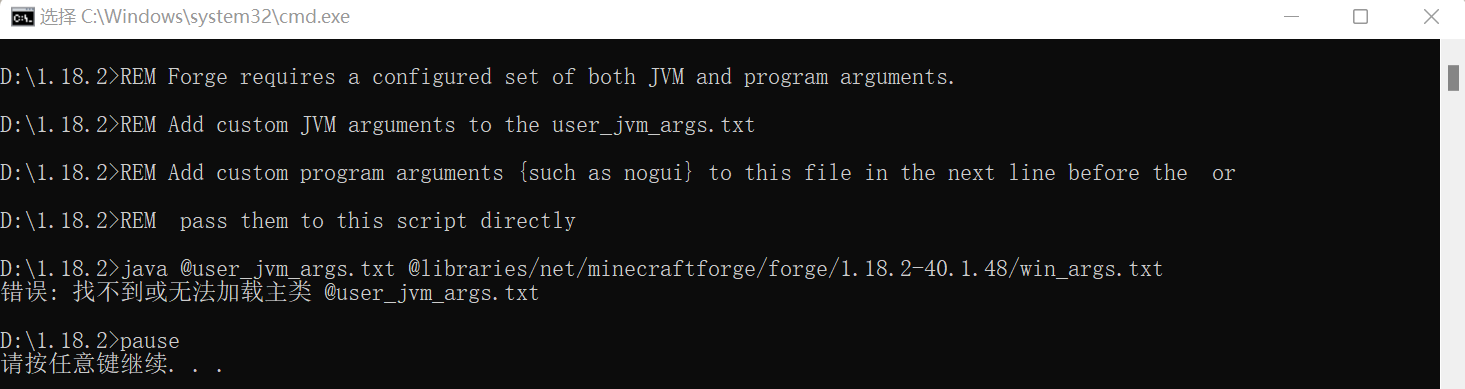 选择 C:\Windows\system32\cmd.exe
D:\1.18.2>REM Forge requires a configured set of both JVM and program arguments.
D:\1.18.2>REM Add custom JVM arguments to the user_jvm_args.txt
D:\1.18.2>REM Add custom program arguments {such as nogui} to this file in the next line before the  or
D:\1.18.2>REM  pass them to this script directly
D:\1.18.2>java @user_jvm_args.txt @libraries/net/minecraftforge/forge/1.18.2-40.1.48/win_args.txt
错误: 找不到或无法加载主类 @user_jvm_args.txt
D:\1.18.2>pause
请按任意键继续. . .